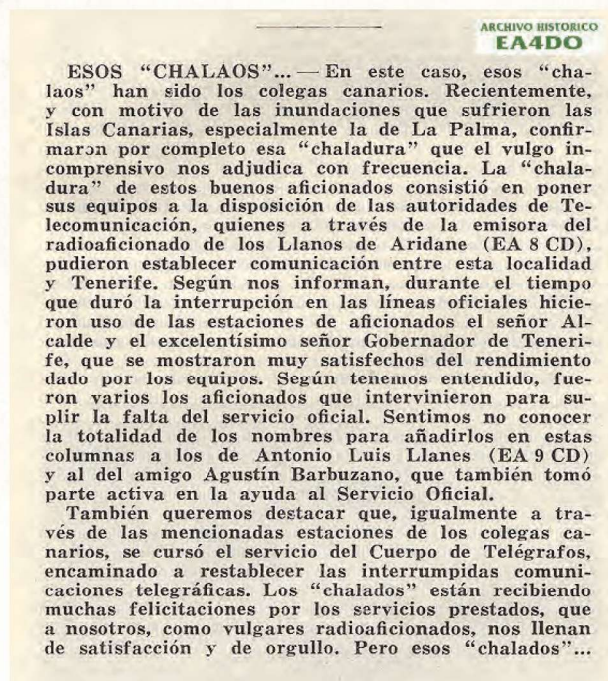 ARCHIVO HISTORICO
EA4DO
ESOS “CHALAOS”... — En este caso, esos “cha-
laos” han sido los colegas canarios. Recientemente,
y con motivo de las inundaciones que sufrieron las
Islas Canarias, especialmente la de La Palma, confir-
maron por completo esa “chaladura” que el vulgo in-
comprensivo nos adjudica con frecuencia. La “chala-
dura” de estos buenos aficionados consistió en poner
sus equipos a la disposición de las autoridades de Te-
lecomunicación, quienes a través de la emisora del
radioaficionado de los Llanos de Aridane (EA 8 CD),
pudieron establecer comunicación entre esta localidad
y Tenerife. Según nos informan, durante el tiempo
que duró la interrupción en las líneas oficiales hicie-
ron uso de las estaciones de aficionados el señor Al-
calde y el excelentísimo señor Gobernador de Teneri-
fe, que se mostraron muy satisfechos del rendimiento
dado por los equipos. Según tenemos entendido, fue-
ron varios los aficionados que intervinieron para su-
plir la falta del servicio oficial. Sentimos no conocer
la totalidad de los nombres para añadirlos en estas
columnas a los de Antonio Luis Llanes (EA 9 CD)
y al del amigo Agustín Barbuzano, que también tomó
parte activa en la ayuda al Servicio Oficial.
También queremos destacar que, igualmente a tra-
vés de las mencionadas estaciones de los colegas ca-
narios, se cursó el servicio del Cuerpo de Telégrafos,
encaminado a restablecer las interrumpidas comuni-
caciones telegráficas. Los “chalados” están recibiendo
muchas felicitaciones por los servicios prestados, que
a nosotros, como vulgares radioaficionados, nos llenan
de satisfacción y de orgullo. Pero esos “chalados”...